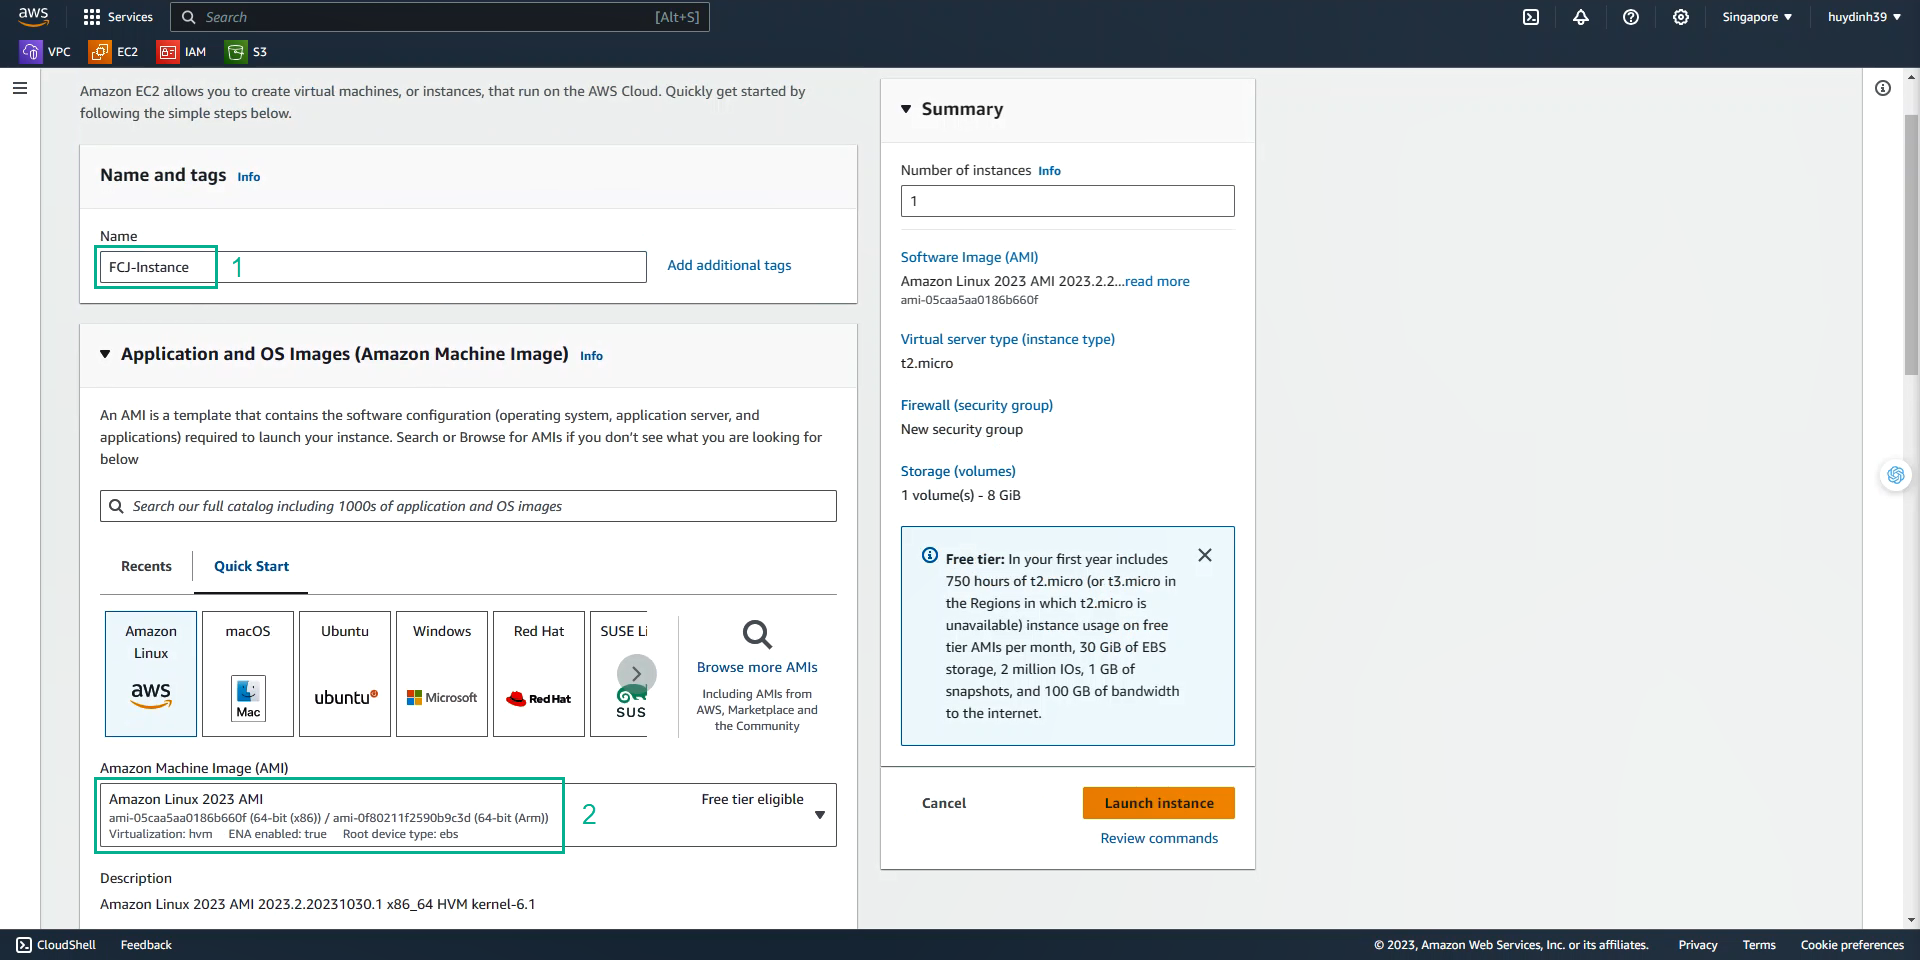 aws
Services
Search
[Alt+S]
Singapore
huydinh39
VPC
EC2
IAM
S3
Amazon EC2 allows you to create virtual machines, or instances, that run on the AWS Cloud. Quickly get started by
following the simple steps below.
Name and tags Info
Name
FCJ-Instance
1
Add additional tags
Application and OS Images (Amazon Machine Image) Info
An AMI is a template that contains the software configuration (operating system, application server, and
applications) required to launch your instance. Search or Browse for AMIs if you don’t see what you are looking for
below
Search our full catalog including 1000s of application and OS images
Recents
Quick Start
Amazon
Linux
aws
macOS
Mac
Ubuntu
ubuntu
Windows
Microsoft
Red Hat
Red Hat
SUSE Li
SUS
Browse more AMIs
Including AMIs from
AWS, Marketplace and
the Community
Amazon Machine Image (AMI)
Amazon Linux 2023 AMI
ami-05caa5aa0186b660f (64-bit (x86)) / ami-0f80211f2590b9c3d (64-bit (Arm))
Virtualization: hvm ENA enabled: true Root device type: ebs
2
Free tier eligible
Description
Amazon Linux 2023 AMI 2023.2.20231030.1 x86_64 HVM kernel-6.1
Summary
Number of instances Info
1
Software Image (AMI)
Amazon Linux 2023 AMI 2023.2.2...read more
ami-05caa5aa0186b660f
Virtual server type (instance type)
t2.micro
Firewall (security group)
New security group
Storage (volumes)
1 volume(s) - 8 GiB
Free tier: In your first year includes
750 hours of t2.micro (or t3.micro in
the Regions in which t2.micro is
unavailable) instance usage on free
tier AMIs per month, 30 GiB of EBS
storage, 2 million IOs, 1 GB of
snapshots, and 100 GB of bandwidth
to the internet.
Cancel
Launch instance
Review commands
CloudShell
Feedback
© 2023, Amazon Web Services, Inc. or its affiliates.
Privacy
Terms
Cookie preferences